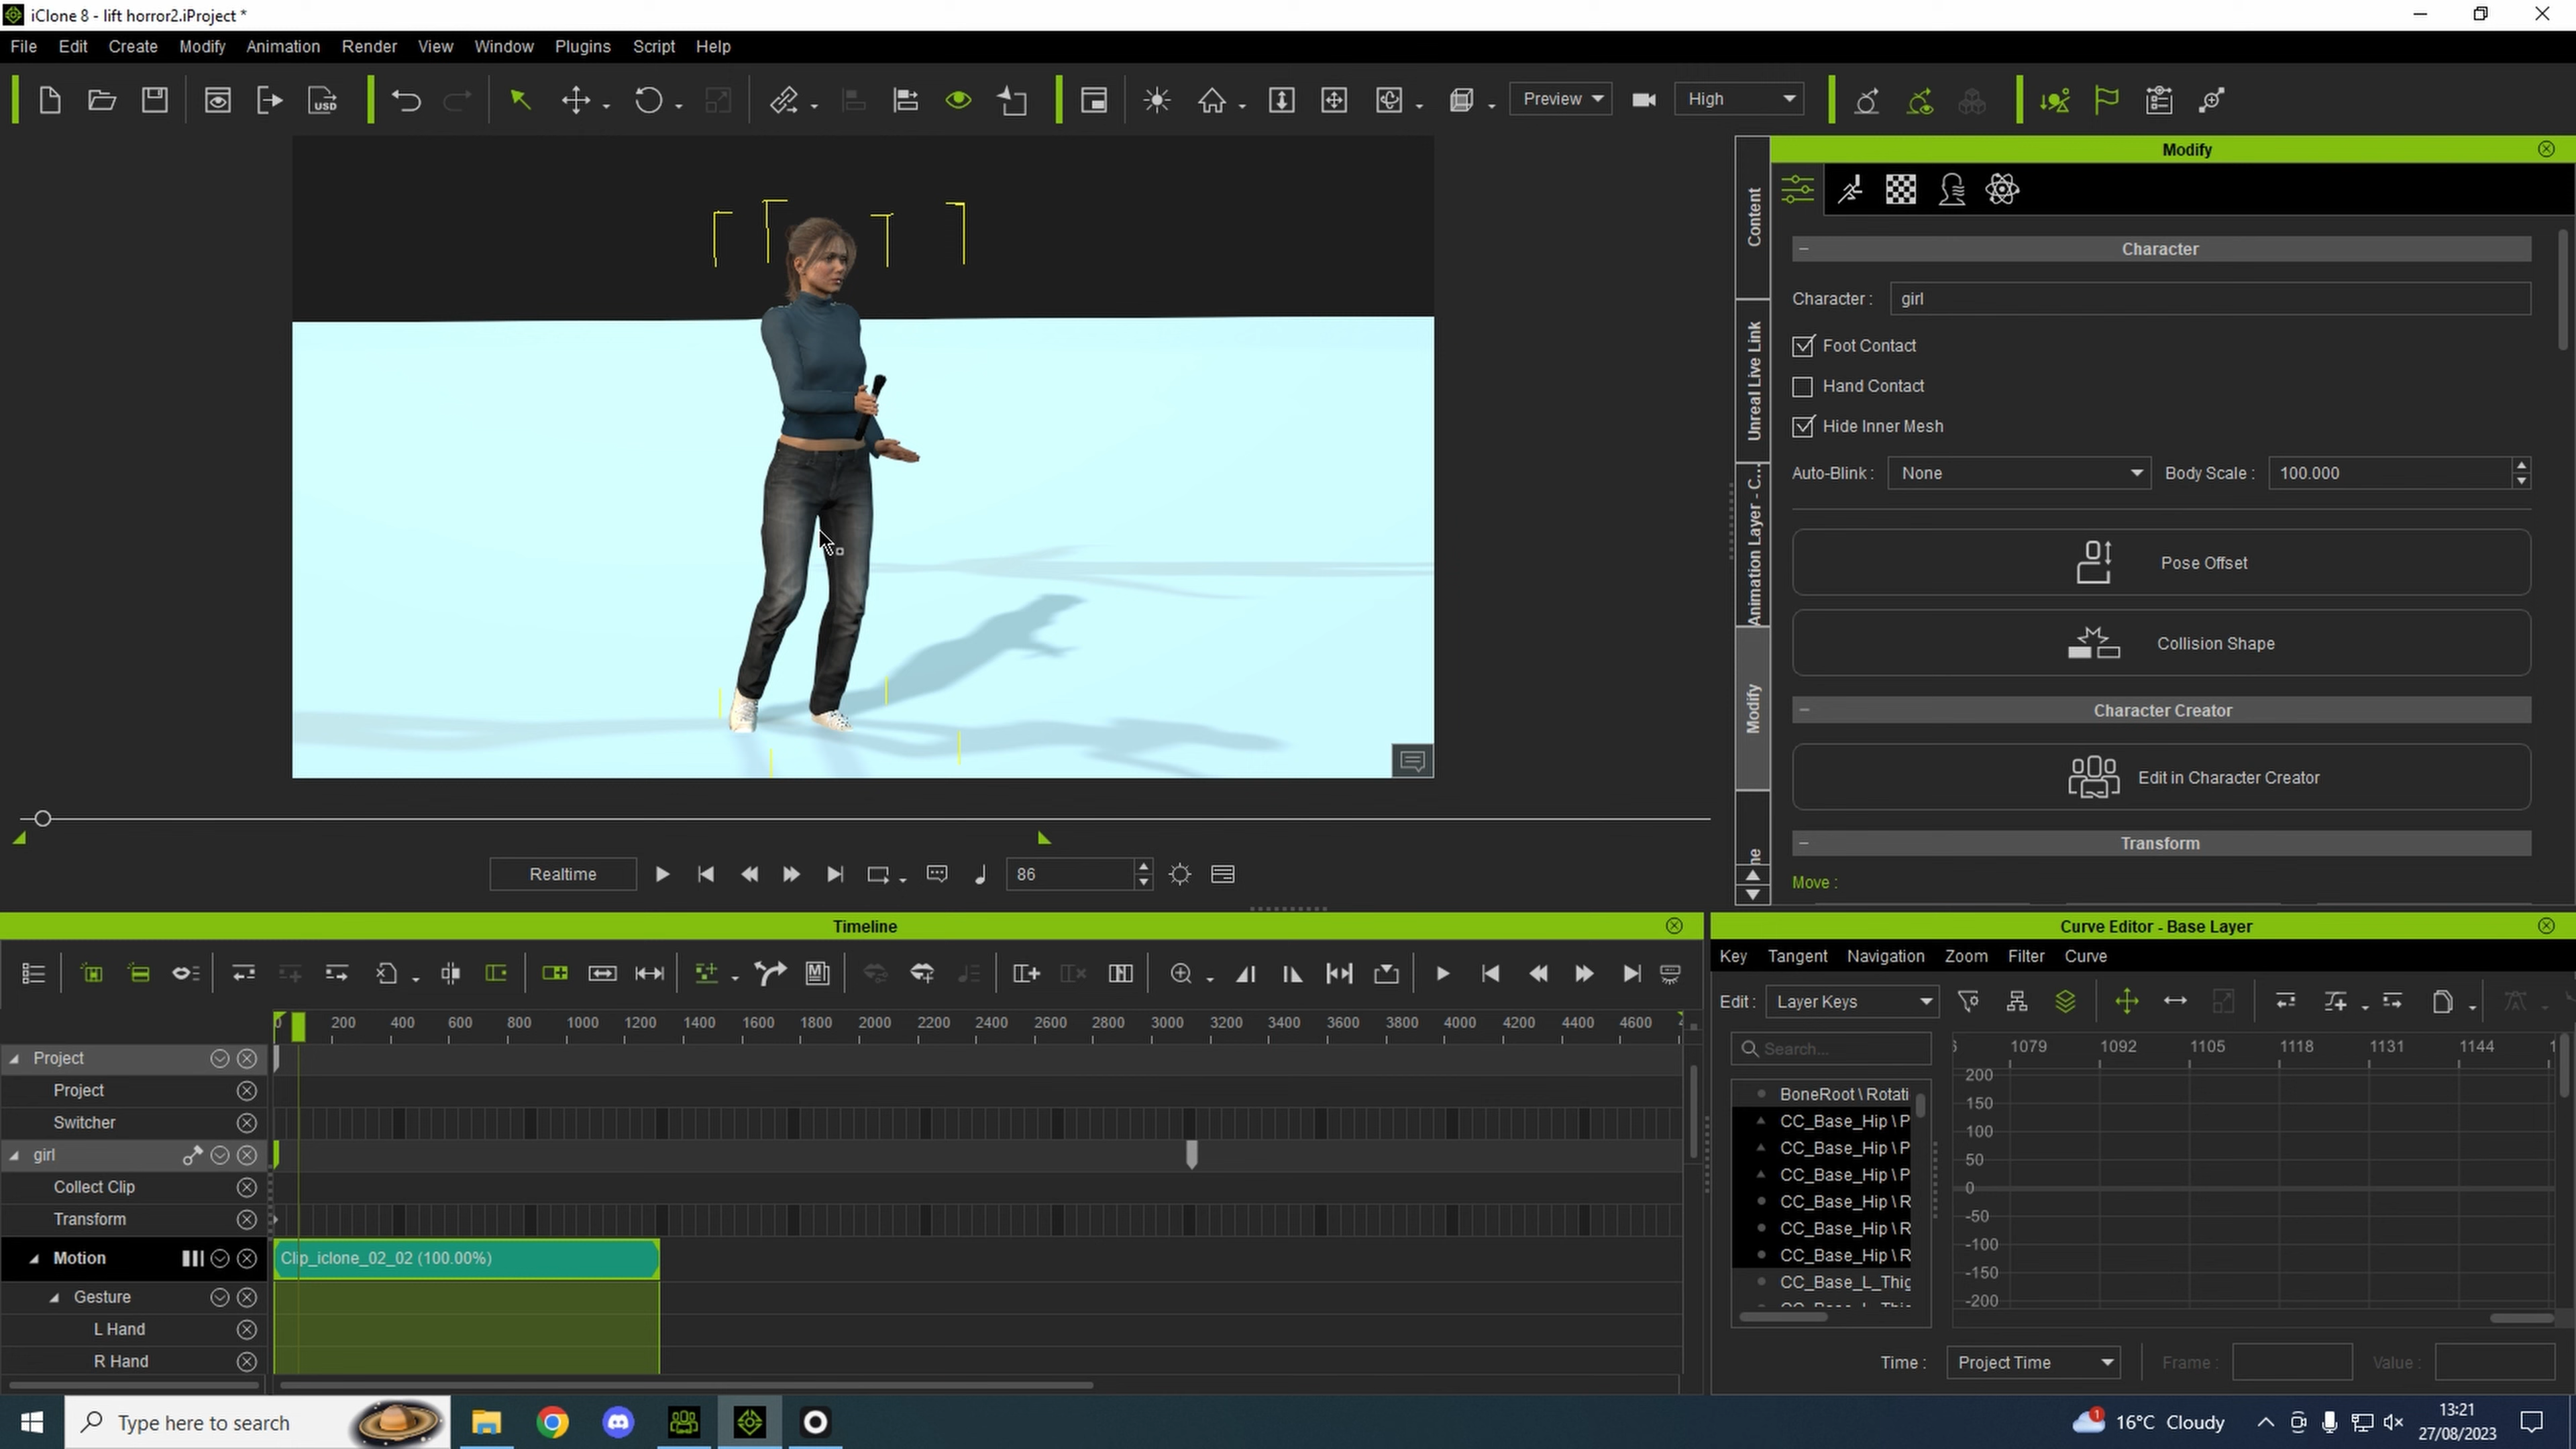 iClone 8 - lift horror2.iProject *
File Edit Create Modify Animation Render View Window Plugins Script Help
USD
Preview
High
Content
Unreal Live Link
Animation Layer - C...
Modify
ne
Modify
Character
Character : girl
Foot Contact
Hand Contact
Hide Inner Mesh
Auto-Blink : None Body Scale : 100.000
Pose Offset
Collision Shape
Character Creator
Edit in Character Creator
Transform
Move :
Realtime 86
Timeline
0 200 400 600 800 1000 1200 1400 1600 1800 2000 2200 2400 2600 2800 3000 3200 3400 3600 3800 4000 4200 4400 4600
Project
Project
Switcher
girl
Collect Clip
Transform
Motion Clip_iclone_02_02 (100.00%)
Gesture
L Hand
R Hand
Curve Editor - Base Layer
Key Tangent Navigation Zoom Filter Curve
Edit : Layer Keys
Search...
1079 1092 1105 1118 1131 1144 1
BoneRoot \ Rotati
CC_Base_Hip \ P
CC_Base_Hip \ P
CC_Base_Hip \ P
CC_Base_Hip \ R
CC_Base_Hip \ R
CC_Base_Hip \ R
CC_Base_L_Thig
200
150
100
50
0
-50
-100
-150
-200
Time : Project Time Frame : Value :
Type here to search
1
16°C Cloudy
13:21
27/08/2023